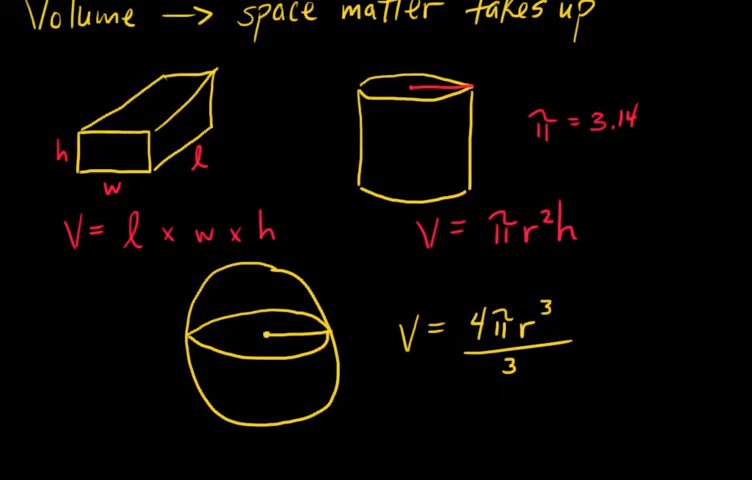 Volume → space matter takes up
π = 3.14
h
l
w
V = l x w x h
V = πr²h
V = 4πr³/3